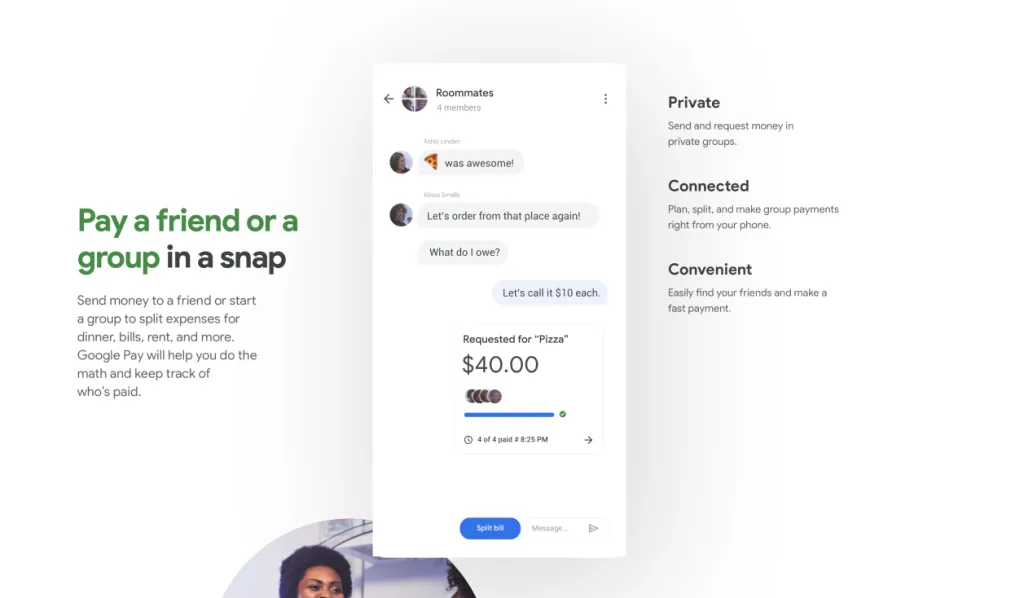 Pay a friend or a
group in a snap
Send money to a friend or start
a group to split expenses for
dinner, bills, rent, and more.
Google Pay will help you do the
math and keep track of
who's paid.
Roommates
4 members
Ashly Linden
was awesome!
Alissa Smalls
Let's order from that place again!
What do I owe?
Let's call it $10 each.
Requested for “Pizza”
$40.00
4 of 4 paid # 8:25 PM
Split bill
Message...
Private
Send and request money in
private groups.
Connected
Plan, split, and make group payments
right from your phone.
Convenient
Easily find your friends and make a
fast payment.